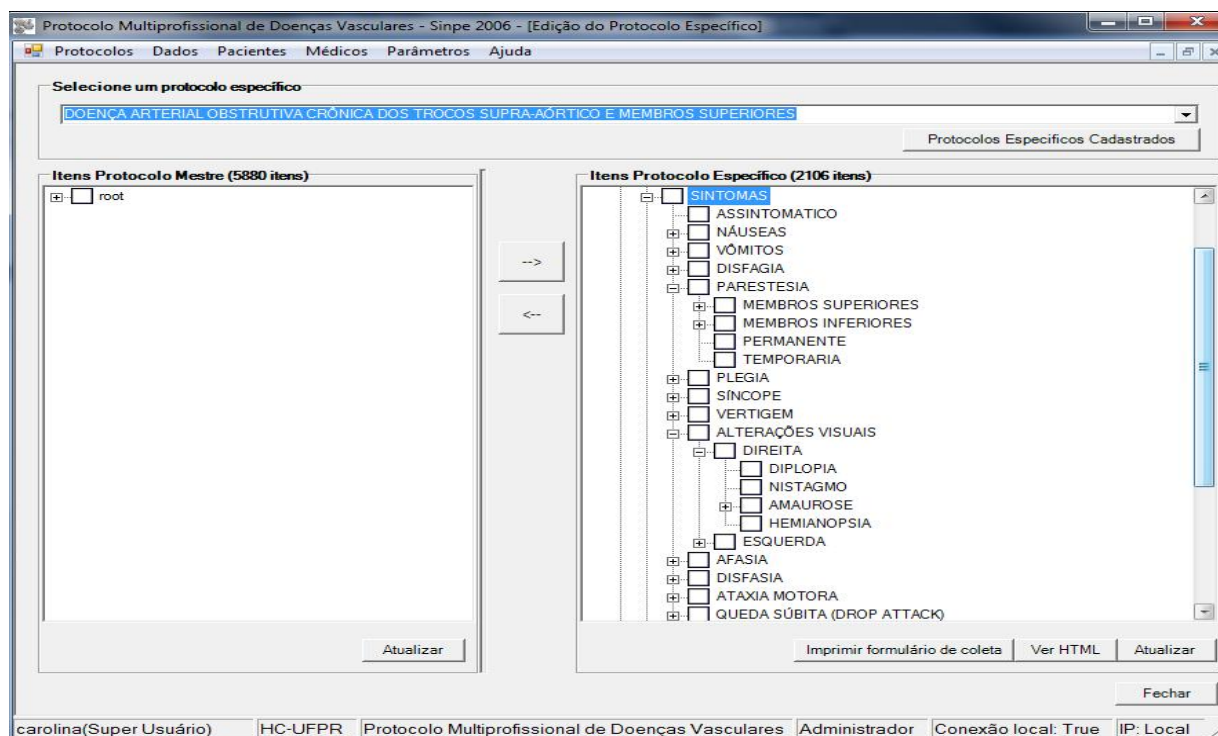 Protocolo Multiprofissional de Doenças Vasculares - Sinpe 2006 - [Edição do Protocolo Específico]
Protocolos Dados Pacientes Médicos Parâmetros Ajuda
Selecione um protocolo específico
DOENÇA ARTERIAL OBSTRUTIVA CRÔNICA DOS TROCOS SUPRA-AÓRTICO E MEMBROS SUPERIORES
Protocolos Especificos Cadastrados
Itens Protocolo Mestre (5880 itens)
root
Atualizar
-->
<--
Itens Protocolo Específico (2106 itens)
SINTOMAS
ASSINTOMATICO
NÁUSEAS
VÔMITOS
DISFAGIA
PARESTESIA
MEMBROS SUPERIORES
MEMBROS INFERIORES
PERMANENTE
TEMPORARIA
PLEGIA
SÍNCOPE
VERTIGEM
ALTERAÇÕES VISUAIS
DIREITA
DIPLOPIA
NISTAGMO
AMAUROSE
HEMIANOPSIA
ESQUERDA
AFASIA
DISFASIA
ATAXIA MOTORA
QUEDA SÚBITA (DROP ATTACK)
Imprimir formulário de coleta Ver HTML Atualizar
Fechar
carolina(Super Usuário) HC-UFPR Protocolo Multiprofissional de Doenças Vasculares Administrador Conexão local: True IP: Local